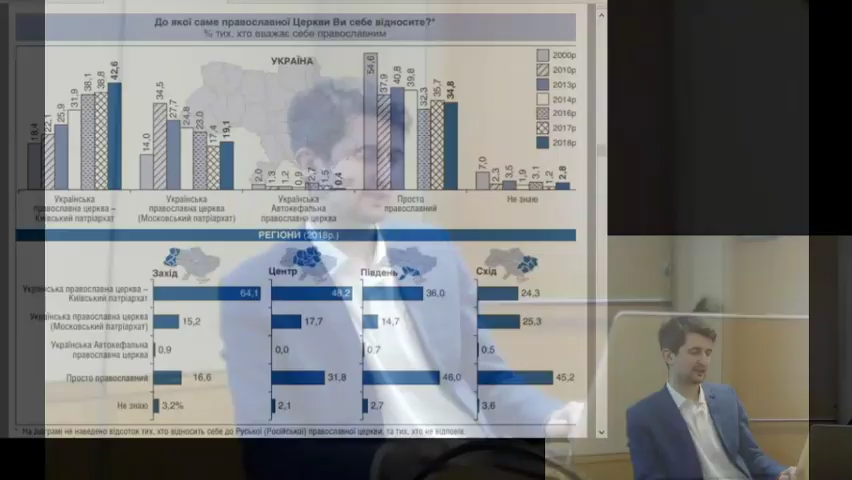 До якої саме православної Церкви Ви себе відносите?*
% тих, хто вважає себе православним
УКРАЇНА
2000р
2010р
2013р
2014р
2016р
2017р
2018р
18,4 22,1 25,9 31,9 38,1 38,8 42,6
14,0 34,5 27,7 24,8 23,0 17,4 19,1
2,0 1,3 1,2 0,9 2,7 1,5 0,4
54,6 37,9 40,8 39,8 32,3 35,7 34,8
7,0 2,3 3,5 1,9 3,1 1,2 2,8
Українська православна церква – Київський патріархат
Українська православна церква (Московський патріархат)
Українська Автокефальна православна церква
Просто православний
Не знаю
РЕГІОНИ (2018р.)
Захід Центр Південь Схід
Українська православна церква – Київський патріархат 64,1 48,2 36,0 24,3
Українська православна церква (Московський патріархат) 15,2 17,7 14,7 25,3
Українська Автокефальна православна церква 0,9 0,0 0,7 0,5
Просто православний 16,6 31,8 46,0 45,2
Не знаю 3,2% 2,1 2,7 3,6
* На діаграмі не наведено відсоток тих, хто відносить себе до Руської (Російської) православної церкви, та тих, хто не відповів.